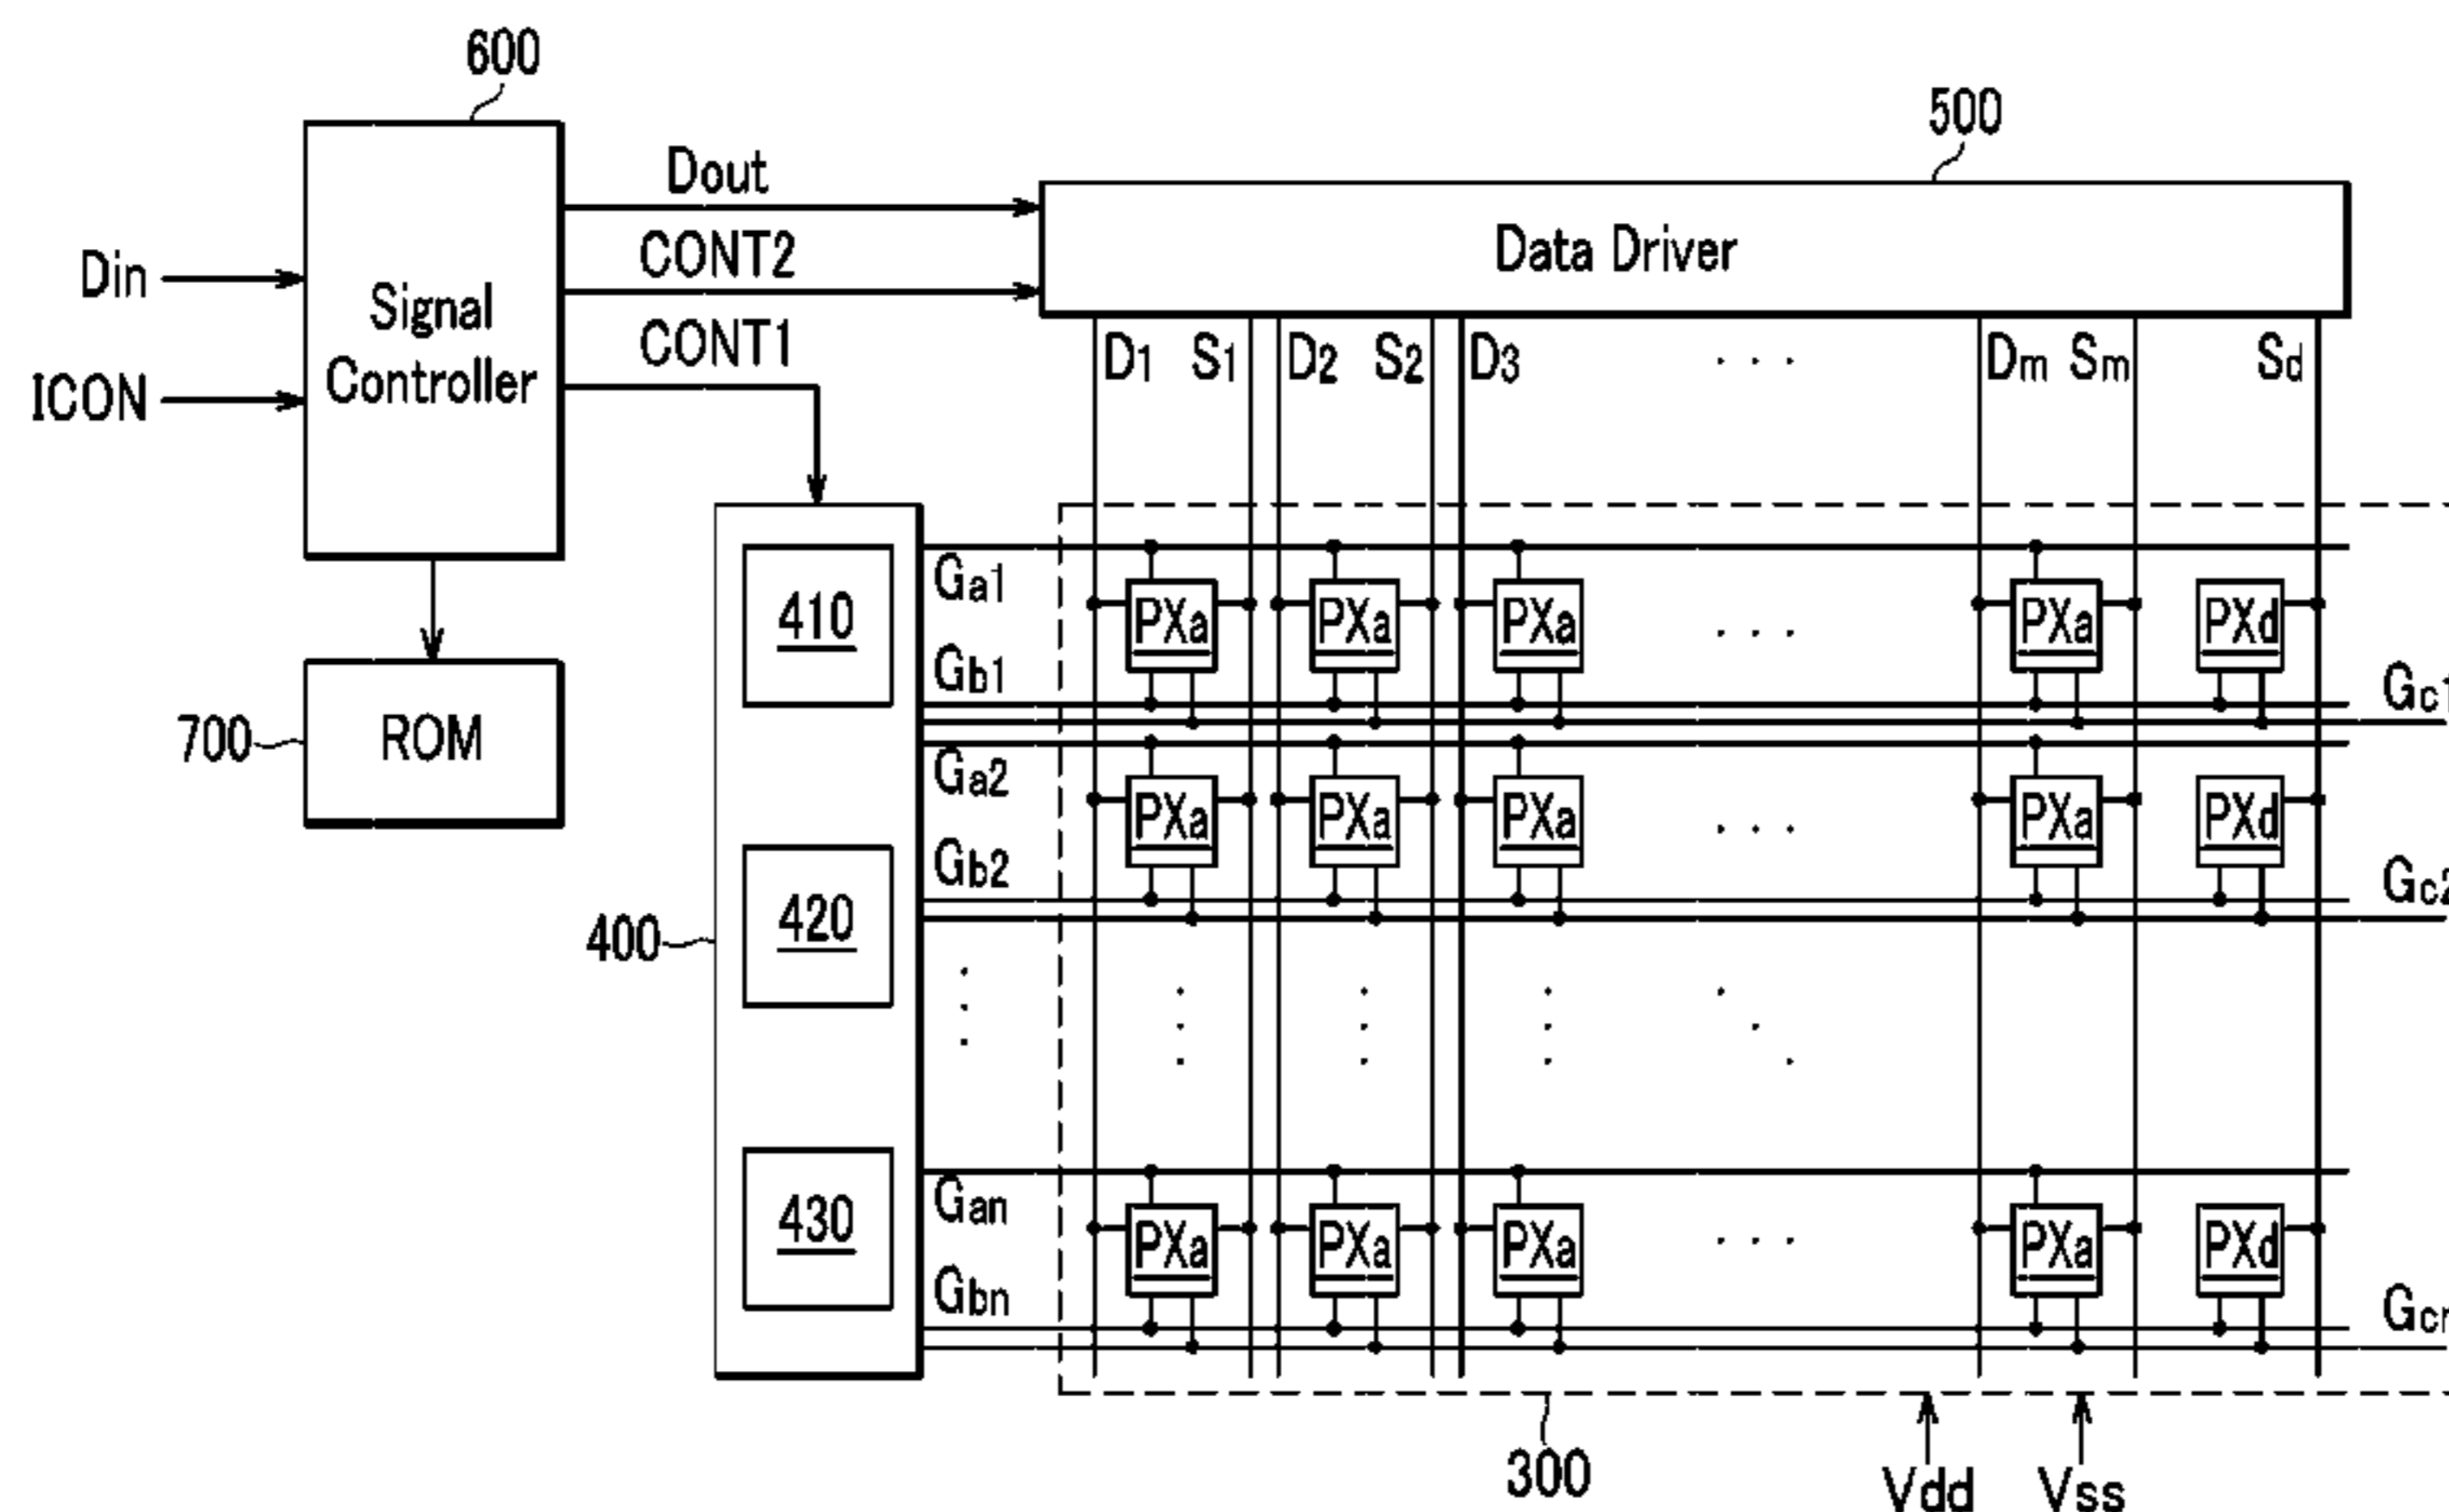 600
500
Dout
Din
CONT2
Data Driver
Signal
Controller
CONT1
ICON
D1 S1 D2 S2 D3 . . . Dm Sm Sd
410
Ga1
PXa PXa PXa . . . PXa PXd
Gb1
Gc1
700
ROM
Ga2
PXa PXa PXa . . . PXa PXd
Gb2
Gc2
400
420
430
Gan
PXa PXa PXa . . . PXa PXd
Gbn
300
Vdd
Vss